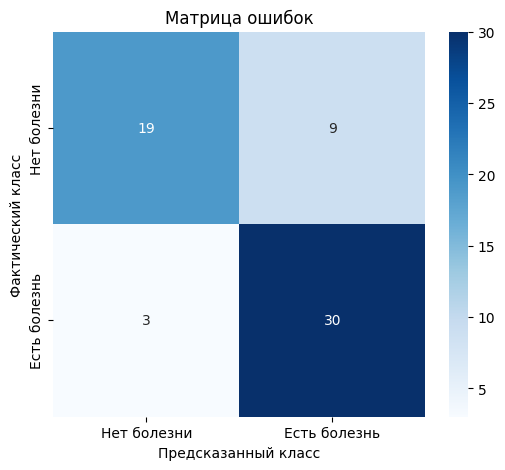 Матрица ошибок
Фактический класс
Нет болезни
Есть болезнь
19
9
3
30
Нет болезни
Есть болезнь
Предсказанный класс
30
25
20
15
10
5